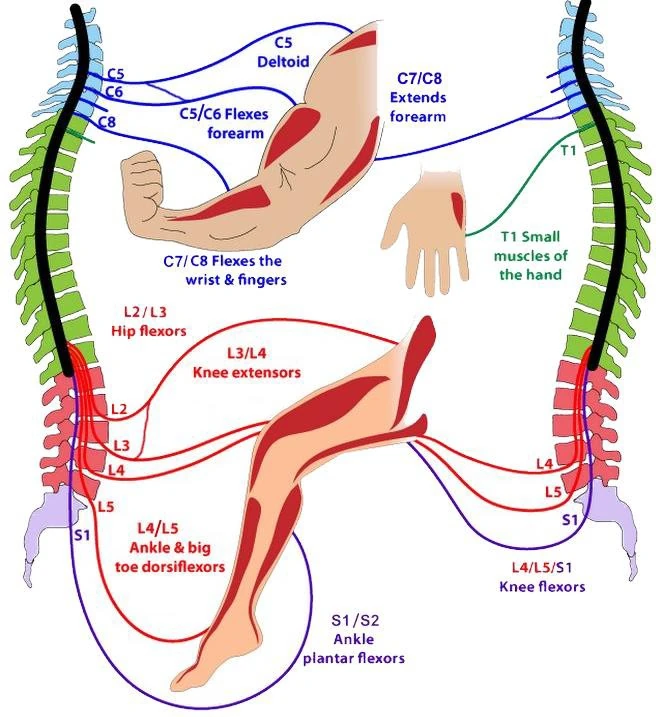 C5
Deltoid
C5
C6
C8
C5/C6 Flexes
forearm
C7/C8
Extends
forearm
T1
T1 Small
muscles of
the hand
C7/C8 Flexes the
wrist & fingers
L2/L3
Hip flexors
L3/L4
Knee extensors
L2
L3
L4
L5
S1
L4/L5
Ankle & big
toe dorsiflexors
L4
L5
S1
L4/L5/S1
Knee flexors
S1/S2
Ankle
plantar flexors